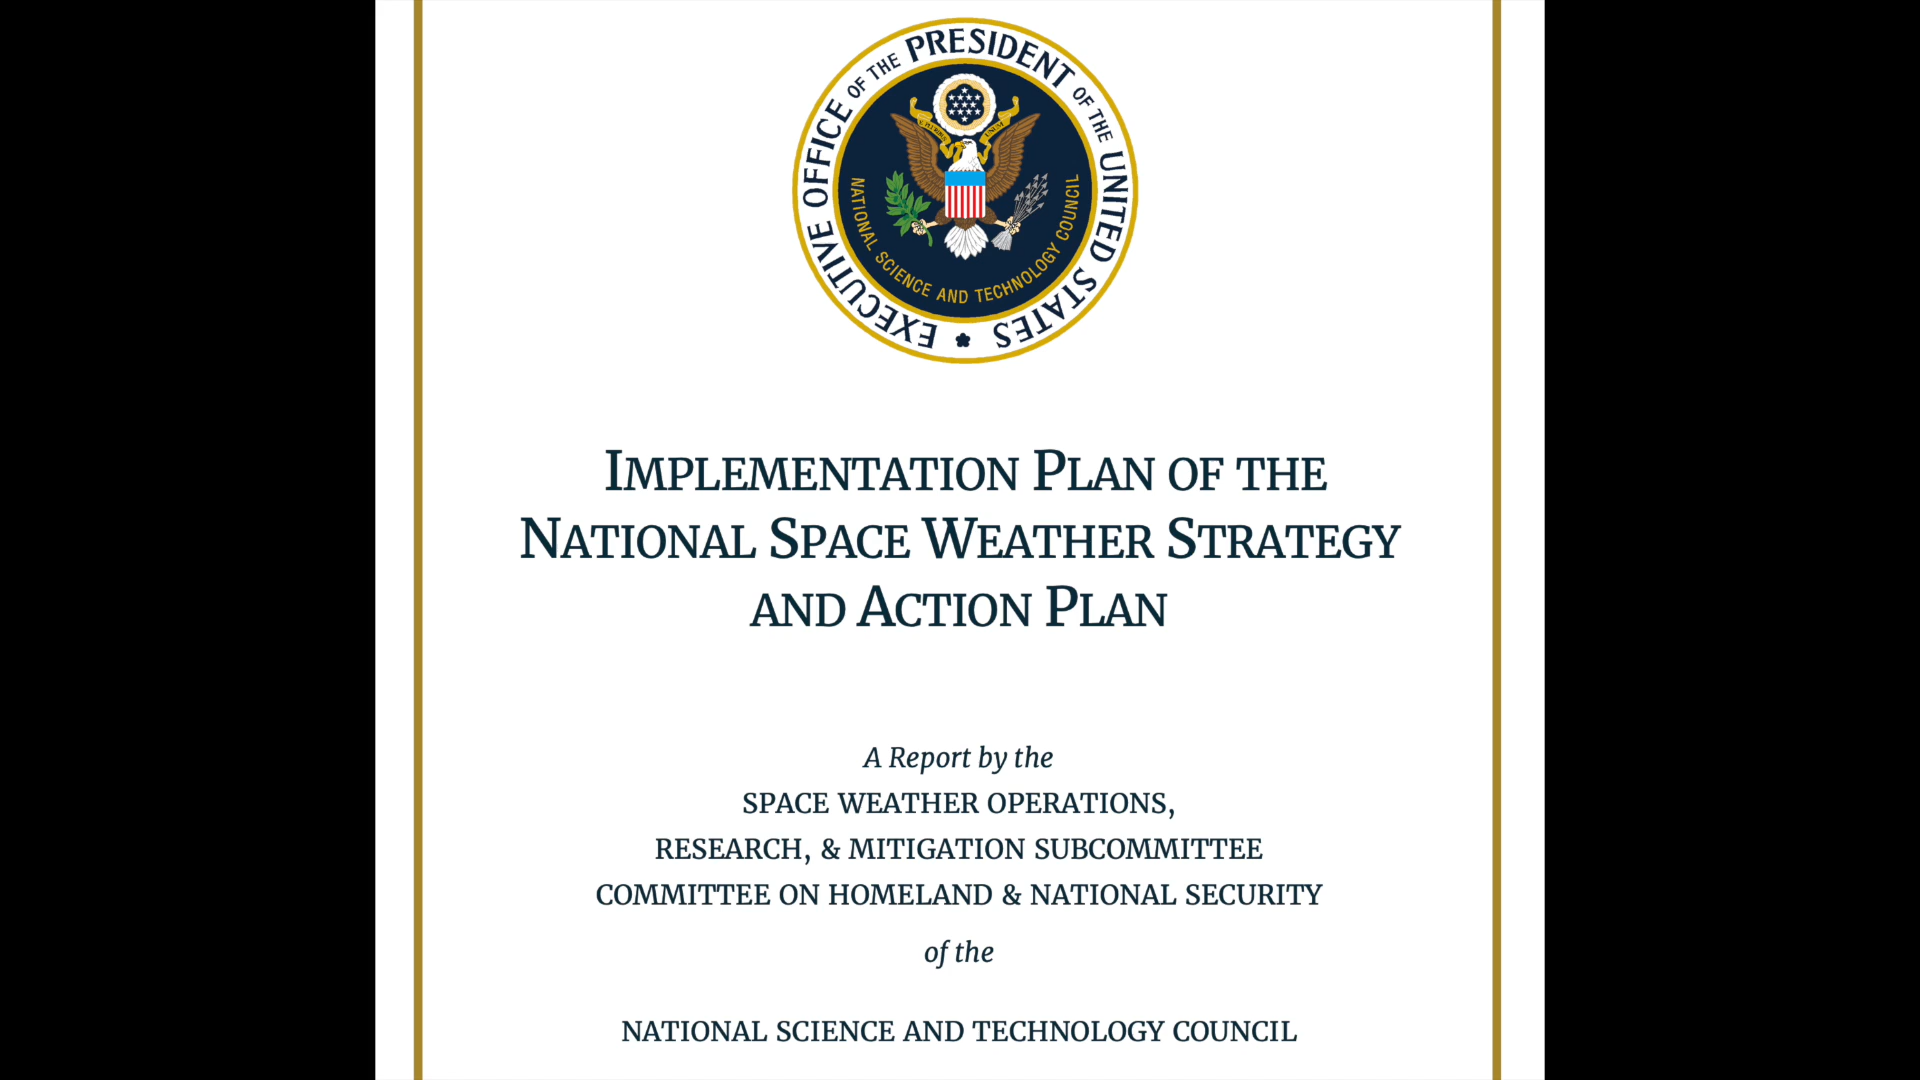 EXECUTIVE OFFICE OF THE PRESIDENT OF THE UNITED STATES
E PLURIBUS UNUM
NATIONAL SCIENCE AND TECHNOLOGY COUNCIL
IMPLEMENTATION PLAN OF THE
NATIONAL SPACE WEATHER STRATEGY
AND ACTION PLAN
A Report by the
SPACE WEATHER OPERATIONS,
RESEARCH, & MITIGATION SUBCOMMITTEE
COMMITTEE ON HOMELAND & NATIONAL SECURITY
of the
NATIONAL SCIENCE AND TECHNOLOGY COUNCIL